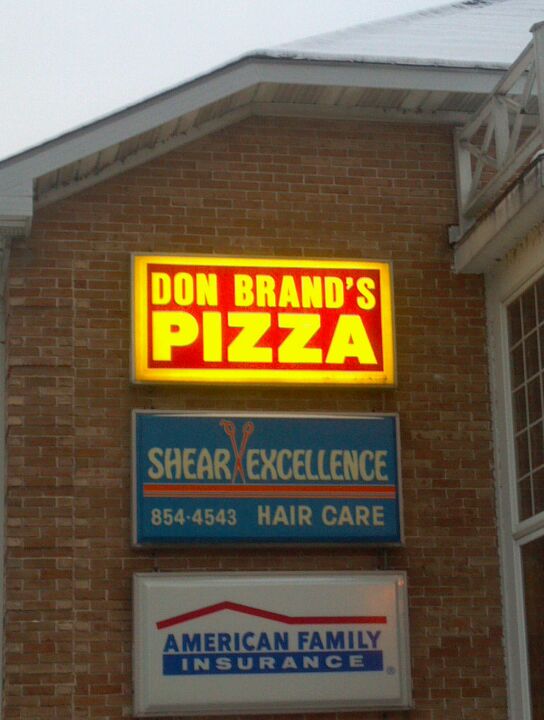 DON BRAND'S
PIZZA
SHEAR EXCELLENCE
854-4543 HAIR CARE
AMERICAN FAMILY
INSURANCE ®